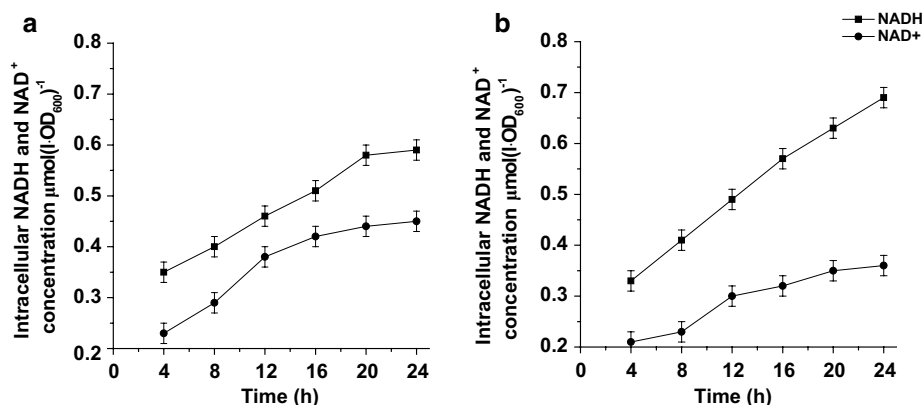 a
Intracellular NADH and NAD+
concentration μmol(l·OD600)-1
0.8
0.7
0.6
0.5
0.4
0.3
0.2
0 4 8 12 16 20 24
Time (h)
b
NADH
NAD+
Intracellular NADH and NAD+
concentration μmol(l·OD600)-1
0.8
0.7
0.6
0.5
0.4
0.3
0.2
0 4 8 12 16 20 24
Time (h)